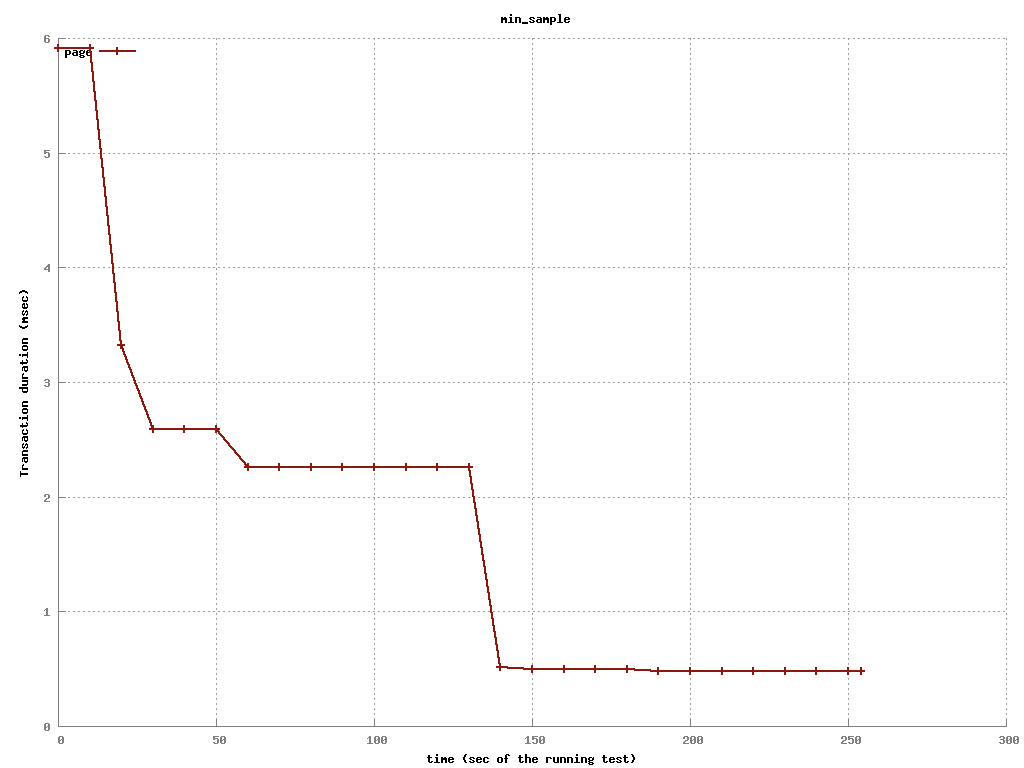 min_sample
page
6
5
4
3
2
1
0
Transaction duration (msec)
0 50 100 150 200 250 300
time (sec of the running test)